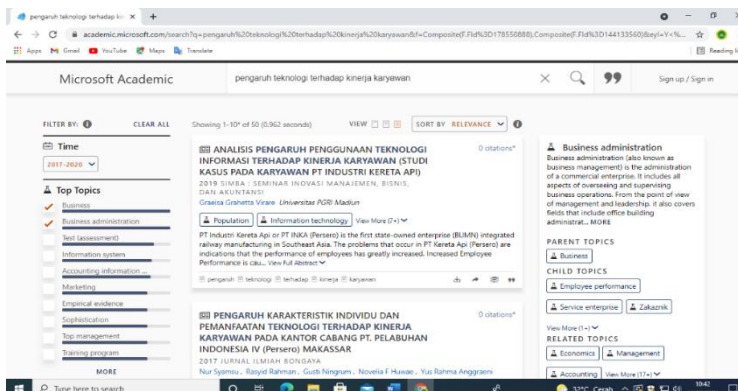 pengaruh teknologi terhadap kin
academic.microsoft.com/search?q=pengaruh%20teknologi%20terhadap%20kinerja%20karyawan&f=Composite(F.FId%3D178550888),Composite(F.FId%3D144133560)&eyl=Y<%...
Apps Gmail YouTube Maps Translate Reading li
Microsoft Academic
pengaruh teknologi terhadap kinerja karyawan
Sign up / Sign in
FILTER BY: CLEAR ALL
Showing 1-10* of 50 (0.962 seconds) VIEW SORT BY RELEVANCE
Time
2017-2020
Top Topics
Business
Business administration
Test (assessment)
Information system
Accounting information ...
Marketing
Empirical evidence
Sophistication
Top management
Training program
MORE
ANALISIS PENGARUH PENGGUNAAN TEKNOLOGI 0 citations*
INFORMASI TERHADAP KINERJA KARYAWAN (STUDI
KASUS PADA KARYAWAN PT INDUSTRI KERETA API)
2019 SIMBA : SEMINAR INOVASI MANAJEMEN, BISNIS,
DAN AKUNTANSI
Graeisa Grahetta Virare Universitas PGRI Madiun
Population Information technology View More (7+)
PT Industri Kereta Api or PT INKA (Persero) is the first state-owned enterprise (BUMN) integrated
railway manufacturing in Southeast Asia. The problems that occur in PT Kereta Api (Persero) are
indications that the performance of employees has greatly increased. Increased Employee
Performance is cau... View Full Abstract
pengaruh teknologi terhadap kinerja karyawan
PENGARUH KARAKTERISTIK INDIVIDU DAN 0 citations*
PEMANFAATAN TEKNOLOGI TERHADAP KINERJA
KARYAWAN PADA KANTOR CABANG PT. PELABUHAN
INDONESIA IV (Persero) MAKASSAR
2017 JURNAL ILMIAH BONGAYA
Nur Syamsu, Rasyid Rahman, Gusti Ningrum, Novelia F Huwae, Yus Rahma Anggraeni
Business administration
Business administration (also known as
business management) is the administration
of a commercial enterprise. It includes all
aspects of overseeing and supervising
business operations. From the point of view
of management and leadership, it also covers
fields that include office building
administrat... MORE
PARENT TOPICS
Business
CHILD TOPICS
Employee performance
Service enterprise Zakaznik
View More (1+)
RELATED TOPICS
Economics Management
Accounting View More (17+)
Type here to search
32°C Cerah 10:42